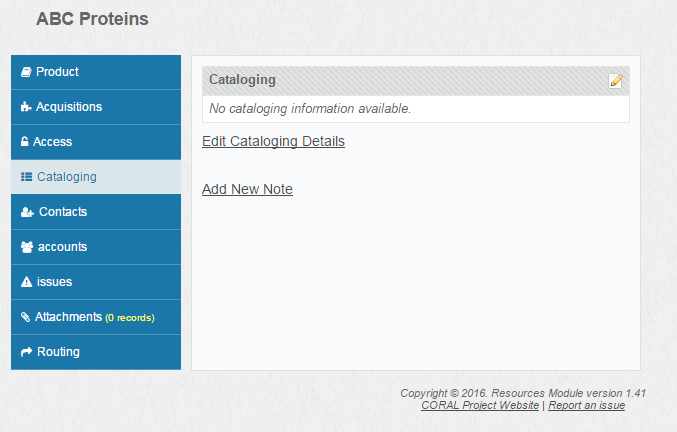 ABC Proteins
Product
Acquisitions
Access
Cataloging
Contacts
accounts
issues
Attachments (0 records)
Routing
Cataloging
No cataloging information available.
Edit Cataloging Details
Add New Note
Copyright © 2016. Resources Module version 1.41
CORAL Project Website | Report an issue